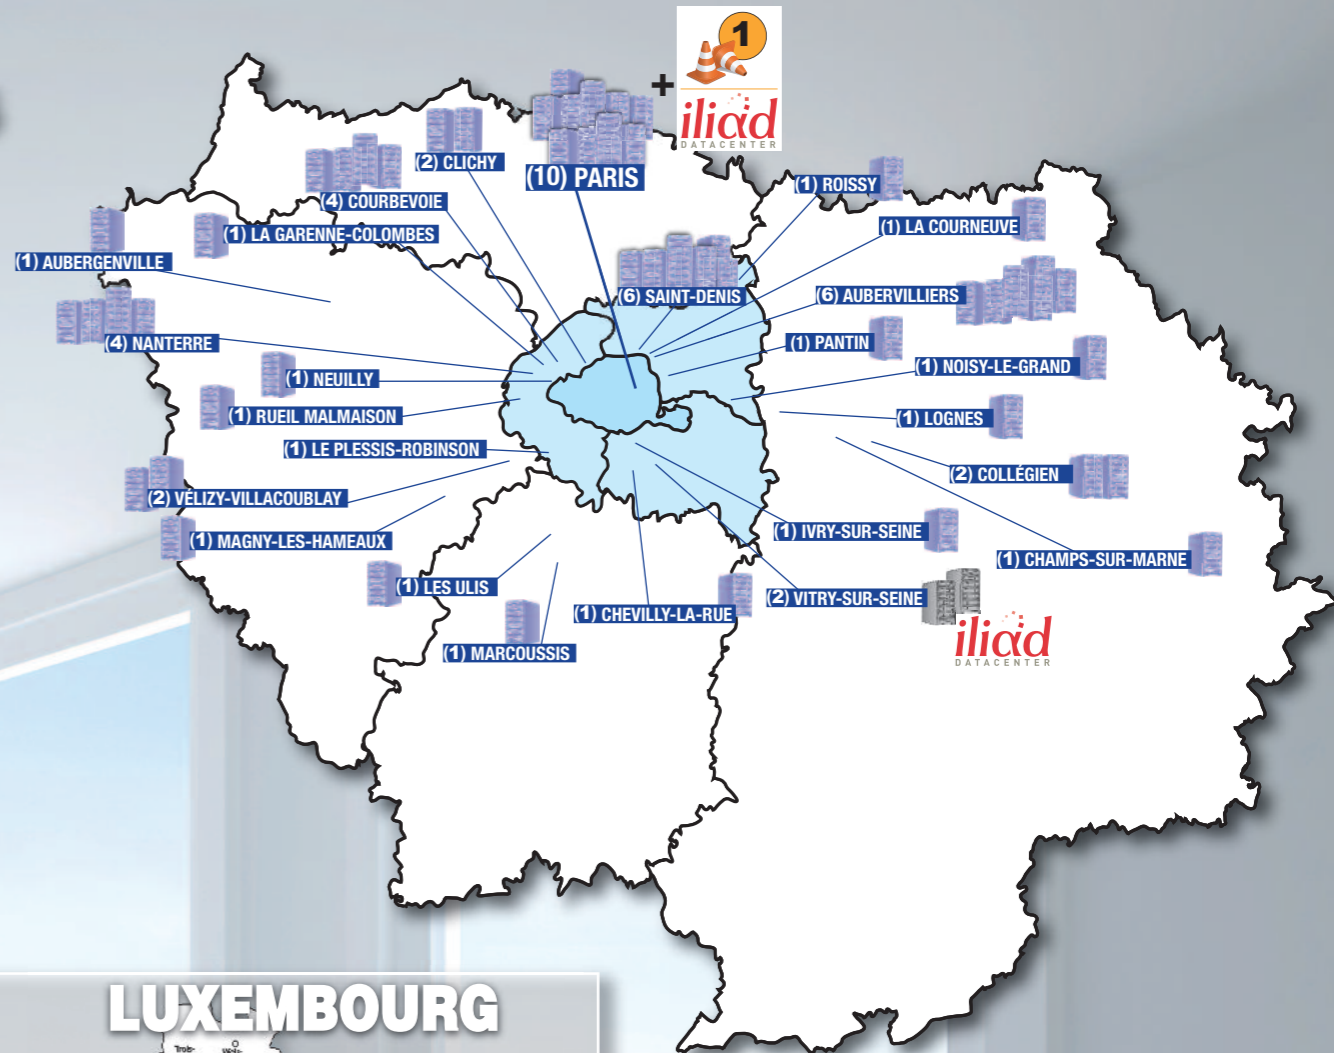 1
+
iliad
DATACENTER
(2) CLICHY
(10) PARIS
(4) COURBEVOIE
(1) ROISSY
(1) LA GARENNE-COLOMBES
(1) LA COURNEUVE
(1) AUBERGENVILLE
(6) SAINT-DENIS
(6) AUBERVILLIERS
(4) NANTERRE
(1) PANTIN
(1) NEUILLY
(1) NOISY-LE-GRAND
(1) RUEIL MALMAISON
(1) LOGNES
(1) LE PLESSIS-ROBINSON
(2) COLLÉGIEN
(2) VÉLIZY-VILLACOUBLAY
(1) IVRY-SUR-SEINE
(1) MAGNY-LES-HAMEAUX
(1) CHAMPS-SUR-MARNE
(1) LES ULIS
(2) VITRY-SUR-SEINE
(1) CHEVILLY-LA-RUE
iliad
DATACENTER
(1) MARCOUSSIS
LUXEMBOURG